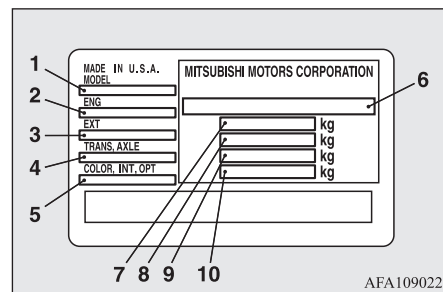 MADE IN U.S.A.
MODEL
ENG
EXT
TRANS, AXLE
COLOR, INT, OPT
MITSUBISHI MOTORS CORPORATION
kg
kg
kg
kg
1
2
3
4
5
6
7
8
9
10
AFA109022